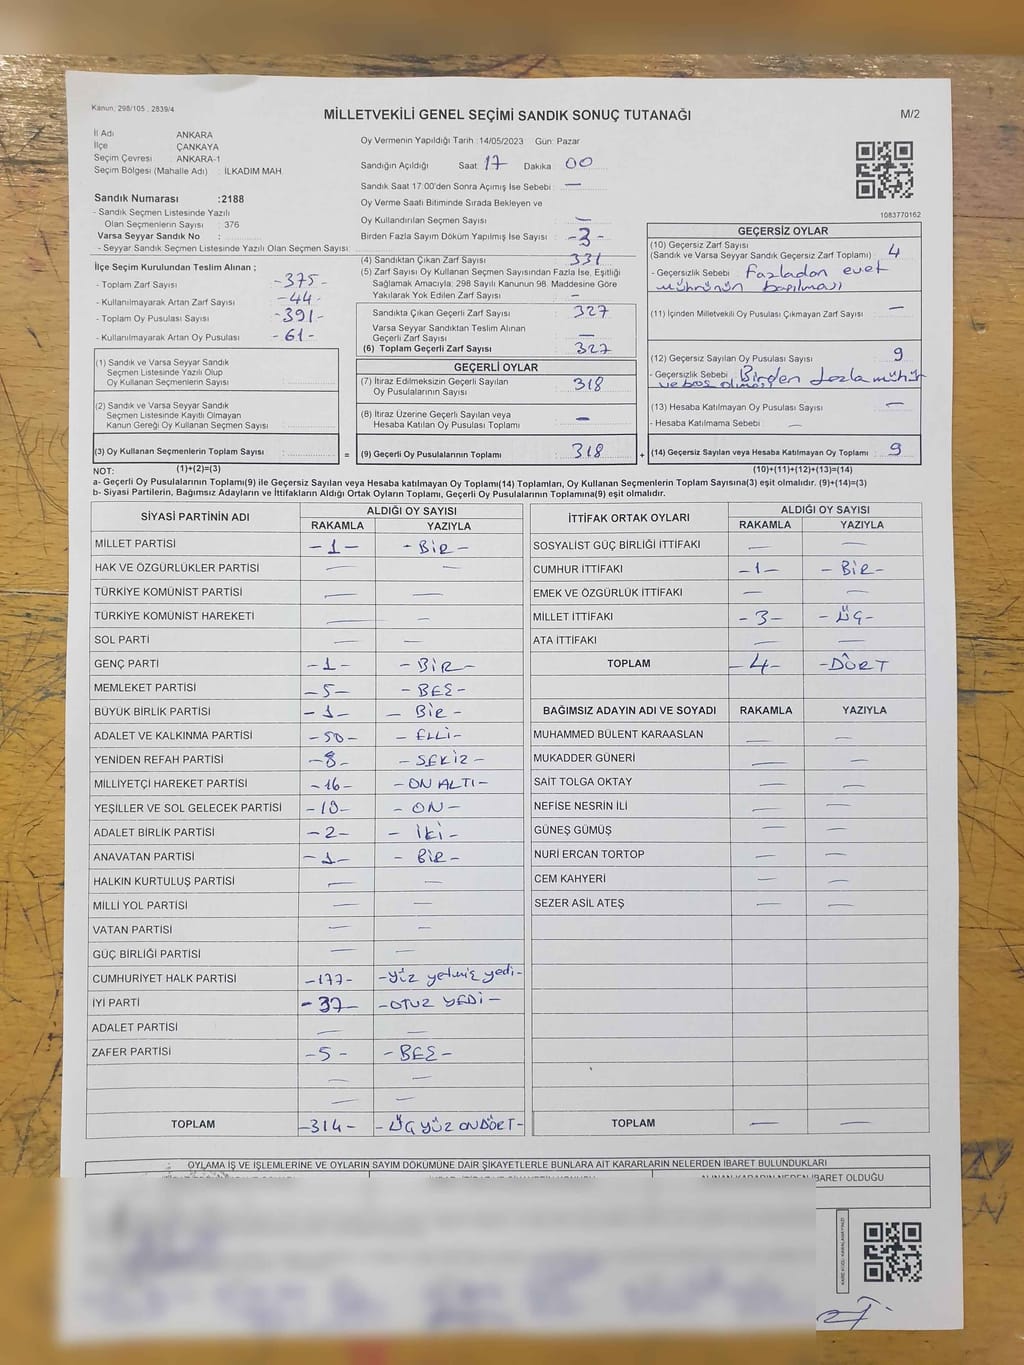 Kanun; 298/105 , 2839/4
MİLLETVEKİLİ GENEL SEÇİMİ SANDIK SONUÇ TUTANAĞI
M/2
İl Adı ANKARA
İlçe ÇANKAYA
Seçim Çevresi : ANKARA-1
Seçim Bölgesi (Mahalle Adı) : İLKADIM MAH.
Sandık Numarası :2188
- Sandık Seçmen Listesinde Yazılı
Olan Seçmenlerin Sayısı : 376
Varsa Seyyar Sandık No :
- Seyyar Sandık Seçmen Listesinde Yazılı Olan Seçmen Sayısı:
Oy Vermenin Yapıldığı Tarih :14/05/2023 Gün: Pazar
Sandığın Açıldığı Saat 17 Dakika : 00
Sandık Saat 17.00'den Sonra Açımış İse Sebebi : —
Oy Verme Saati Bitiminde Sırada Bekleyen ve
Oy Kullandırılan Seçmen Sayısı : —
Birden Fazla Sayım Döküm Yapılmış İse Sayısı : -3-
1083770162
İlçe Seçim Kurulundan Teslim Alınan ;
- Toplam Zarf Sayısı : -375-
- Kullanılmayarak Artan Zarf Sayısı : -44-
- Toplam Oy Pusulası Sayısı : -391-
- Kullanılmayarak Artan Oy Pusulası : -61-
(1) Sandık ve Varsa Seyyar Sandık
Seçmen Listesinde Yazılı Olup
Oy Kullanan Seçmenlerin Sayısı :
(2) Sandık ve Varsa Seyyar Sandık
Seçmen Listesinde Kayıtlı Olmayan
Kanun Gereği Oy Kullanan Seçmen Sayısı :
(3) Oy Kullanan Seçmenlerin Toplam Sayısı :
(4) Sandıktan Çıkan Zarf Sayısı : 331
(5) Zarf Sayısı Oy Kullanan Seçmen Sayısından Fazla İse, Eşitliği
Sağlamak Amacıyla; 298 Sayılı Kanunun 98. Maddesine Göre
Yakılarak Yok Edilen Zarf Sayısı : —
Sandıkta Çıkan Geçerli Zarf Sayısı : 327
Varsa Seyyar Sandıktan Teslim Alınan
Geçerli Zarf Sayısı : —
(6) Toplam Geçerli Zarf Sayısı : 327
GEÇERLİ OYLAR
(7) İtiraz Edilmeksizin Geçerli Sayılan
Oy Pusulalarının Sayısı : 318
(8) İtiraz Üzerine Geçerli Sayılan veya
Hesaba Katılan Oy Pusulası Toplamı : —
= (9) Geçerli Oy Pusulalarının Toplamı : 318 +
GEÇERSİZ OYLAR
(10) Geçersiz Zarf Sayısı
(Sandık ve Varsa Seyyar Sandık Geçersiz Zarf Toplamı) : 4
- Geçersizlik Sebebi : Fazladan evet
mührünün basılması
(11) İçinden Milletvekili Oy Pusulası Çıkmayan Zarf Sayısı : —
(12) Geçersiz Sayılan Oy Pusulası Sayısı : 9
- Geçersizlik Sebebi : Birden fazla mühür
ve boş olması
(13) Hesaba Katılmayan Oy Pusulası Sayısı : —
- Hesaba Katılmama Sebebi : —
(14) Geçersiz Sayılan veya Hesaba Katılmayan Oy Toplamı : 9
NOT: (1)+(2)=(3) (10)+(11)+(12)+(13)=(14)
a- Geçerli Oy Pusulalarının Toplamı(9) ile Geçersiz Sayılan veya Hesaba katılmayan Oy Toplamı(14) Toplamları, Oy Kullanan Seçmenlerin Toplam Sayısına(3) eşit olmalıdır. (9)+(14)=(3)
b- Siyasi Partilerin, Bağımsız Adayların ve İttifakların Aldığı Ortak Oyların Toplamı, Geçerli Oy Pusulalarının Toplamına(9) eşit olmalıdır.
SİYASİ PARTİNİN ADI ALDIĞI OY SAYISI
RAKAMLA YAZIYLA
MİLLET PARTİSİ -1- -BİR-
HAK VE ÖZGÜRLÜKLER PARTİSİ — —
TÜRKİYE KOMÜNİST PARTİSİ — —
TÜRKİYE KOMÜNİST HAREKETİ — —
SOL PARTİ — —
GENÇ PARTİ -1- -BİR-
MEMLEKET PARTİSİ -5- -BEŞ-
BÜYÜK BİRLİK PARTİSİ -1- -BİR-
ADALET VE KALKINMA PARTİSİ -50- -ELLİ-
YENİDEN REFAH PARTİSİ -8- -SEKİZ-
MİLLİYETÇİ HAREKET PARTİSİ -16- -ON ALTI-
YEŞİLLER VE SOL GELECEK PARTİSİ -10- -ON-
ADALET BİRLİK PARTİSİ -2- -İKİ-
ANAVATAN PARTİSİ -1- -BİR-
HALKIN KURTULUŞ PARTİSİ — —
MİLLİ YOL PARTİSİ — —
VATAN PARTİSİ — —
GÜÇ BİRLİĞİ PARTİSİ — —
CUMHURİYET HALK PARTİSİ -177- -Yüz yetmiş yedi-
İYİ PARTİ -37- -OTUZ YEDİ-
ADALET PARTİSİ — —
ZAFER PARTİSİ -5- -BEŞ-
— —
— —
TOPLAM -314- -ÜÇ YÜZ ONDÖRT-
İTTİFAK ORTAK OYLARI ALDIĞI OY SAYISI
RAKAMLA YAZIYLA
SOSYALİST GÜÇ BİRLİĞİ İTTİFAKI — —
CUMHUR İTTİFAKI -1- -BİR-
EMEK VE ÖZGÜRLÜK İTTİFAKI — —
MİLLET İTTİFAKI -3- -ÜÇ-
ATA İTTİFAKI — —
TOPLAM -4- -DÖRT
BAĞIMSIZ ADAYIN ADI VE SOYADI RAKAMLA YAZIYLA
MUHAMMED BÜLENT KARAASLAN — —
MUKADDER GÜNERİ — —
SAİT TOLGA OKTAY — —
NEFİSE NESRİN İLİ — —
GÜNEŞ GÜMÜŞ — —
NURİ ERCAN TORTOP — —
CEM KAHYERİ — —
SEZER ASİL ATEŞ — —
TOPLAM — —
OYLAMA İŞ VE İŞLEMLERİNE VE OYLARIN SAYIM DÖKÜMÜNE DAİR ŞİKAYETLERLE BUNLARA AİT KARARLARIN NELERDEN İBARET BULUNDUKLARI
ALINAN KARARIN NEDEN İBARET OLDUĞU